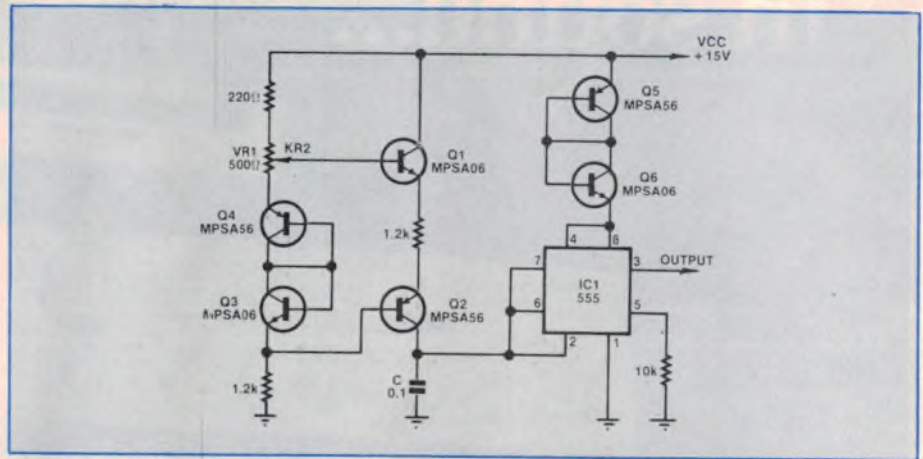 VCC
+15V
220Ω
VR1
500Ω
KR2
Q1
MPSA06
Q5
MPSA56
Q6
MPSA06
Q4
MPSA56
1.2k
Q3
MPSA06
Q2
MPSA56
4
8
7
3
OUTPUT
IC1
555
6
5
2
1
1.2k
C
0.1
10k